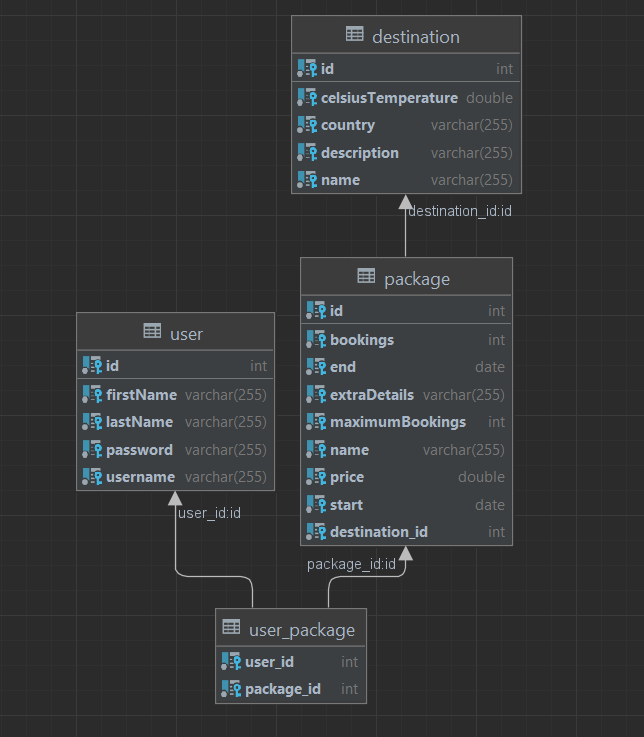 destination
id int
celsiusTemperature double
country varchar(255)
description varchar(255)
name varchar(255)
destination_id:id
package
id int
bookings int
end date
extraDetails varchar(255)
maximumBookings int
name varchar(255)
price double
start date
destination_id int
user
id int
firstName varchar(255)
lastName varchar(255)
password varchar(255)
username varchar(255)
user_id:id
package_id:id
user_package
user_id int
package_id int